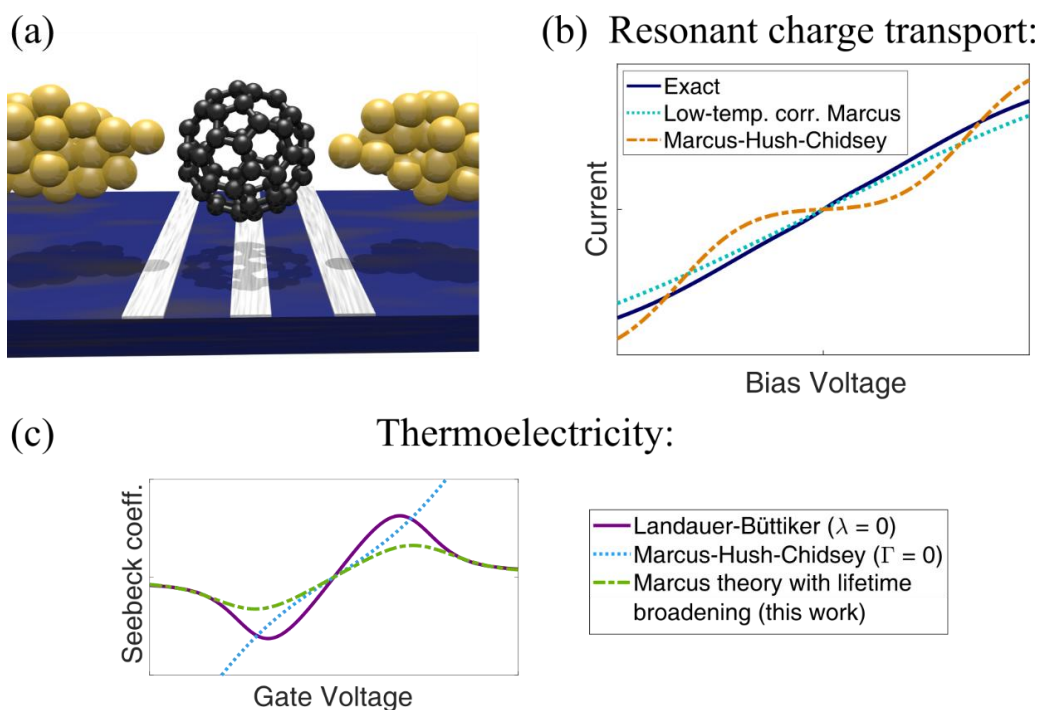 (a)
(b) Resonant charge transport:
Exact
Low-temp. corr. Marcus
Marcus-Hush-Chidsey
Current
Bias Voltage
(c) Thermoelectricity:
Seebeck coeff.
Gate Voltage
Landauer-Büttiker (λ = 0)
Marcus-Hush-Chidsey (Γ = 0)
Marcus theory with lifetime
broadening (this work)